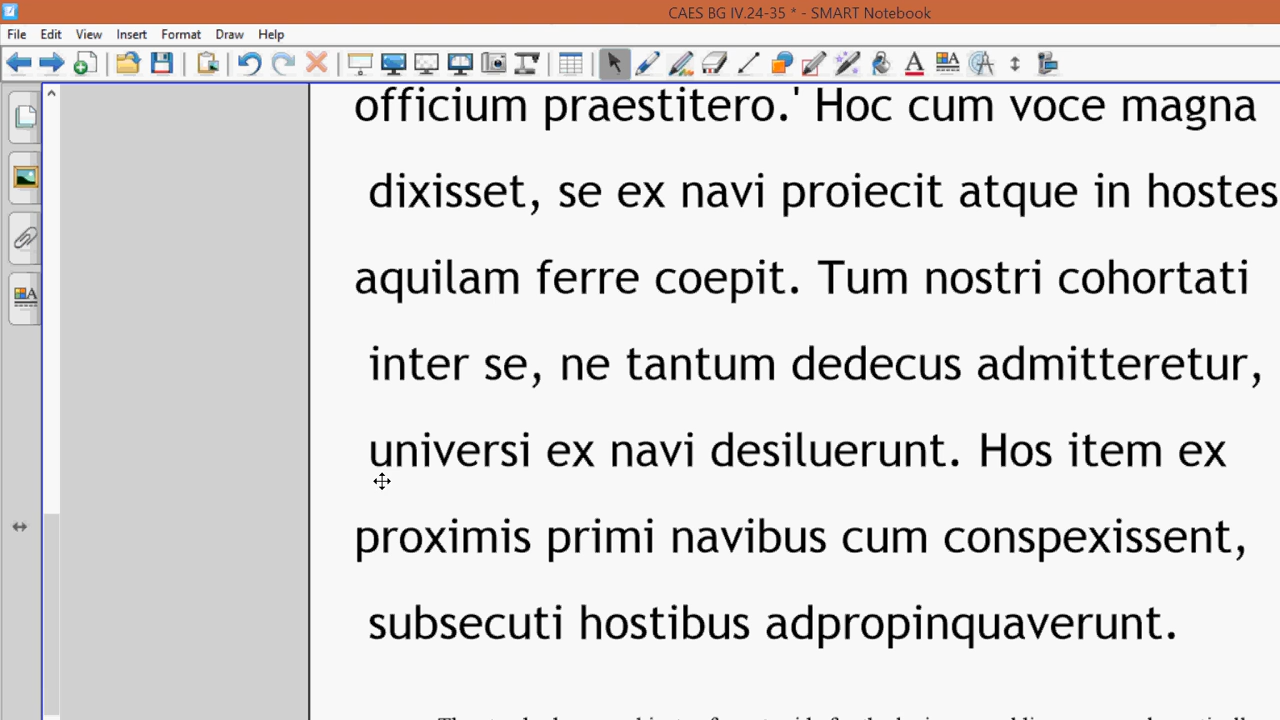 CAES BG IV.24-35 * - SMART Notebook
File Edit View Insert Format Draw Help
officium praestitero.' Hoc cum voce magna
dixisset, se ex navi proiecit atque in hostes
aquilam ferre coepit. Tum nostri cohortati
inter se, ne tantum dedecus admitteretur,
universi ex navi desiluerunt. Hos item ex
proximis primi navibus cum conspexissent,
subsecuti hostibus adpropinquaverunt.